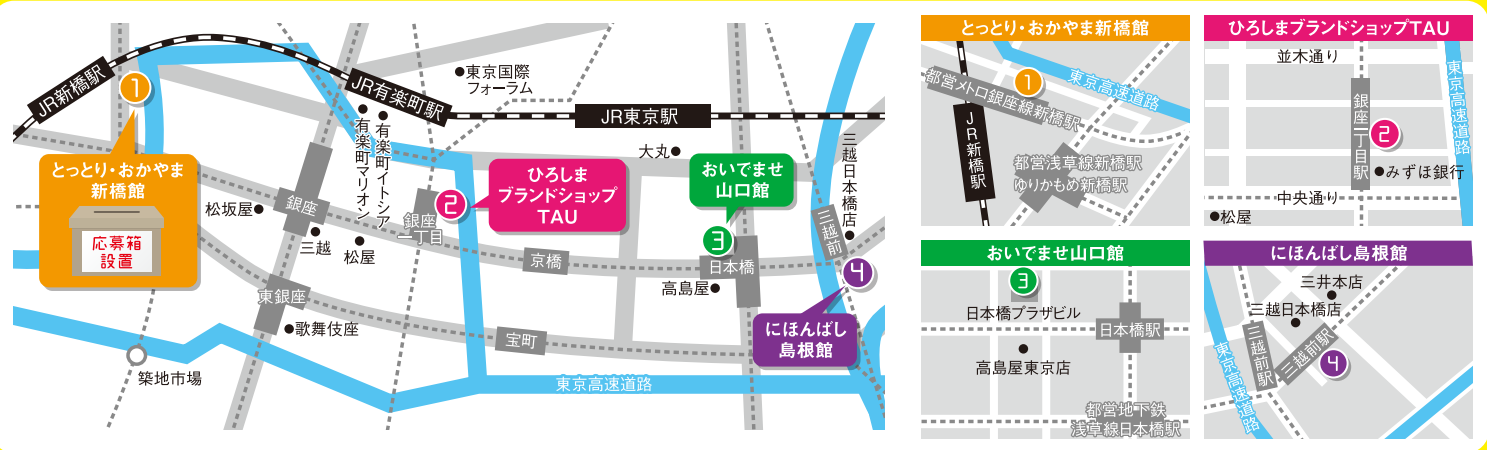 JR新橋駅
1
とっとり・おかやま
新橋館
応募箱
設置
JR有楽町駅
東京国際
フォーラム
JR東京駅
有楽町マリオン
有楽町イトシア
大丸
松坂屋
銀座
三越
松屋
銀座
一丁目
2
ひろしま
ブランドショップ
TAU
おいでませ
山口館
3
日本橋
高島屋
京橋
三越日本橋店
三越前
4
にほんばし
島根館
東銀座
歌舞伎座
宝町
築地市場
東京高速道路
とっとり・おかやま新橋館
1
東京高速道路
都営メトロ銀座線新橋駅
JR新橋駅
都営浅草線新橋駅
ゆりかもめ新橋駅
ひろしまブランドショップTAU
並木通り
東京高速道路
銀座一丁目駅
2
みずほ銀行
中央通り
松屋
おいでませ山口館
3
日本橋プラザビル
日本橋駅
高島屋東京店
都営地下鉄
浅草線日本橋駅
にほんばし島根館
三井本店
三越日本橋店
三越前駅
三越前駅
4
東京高速道路